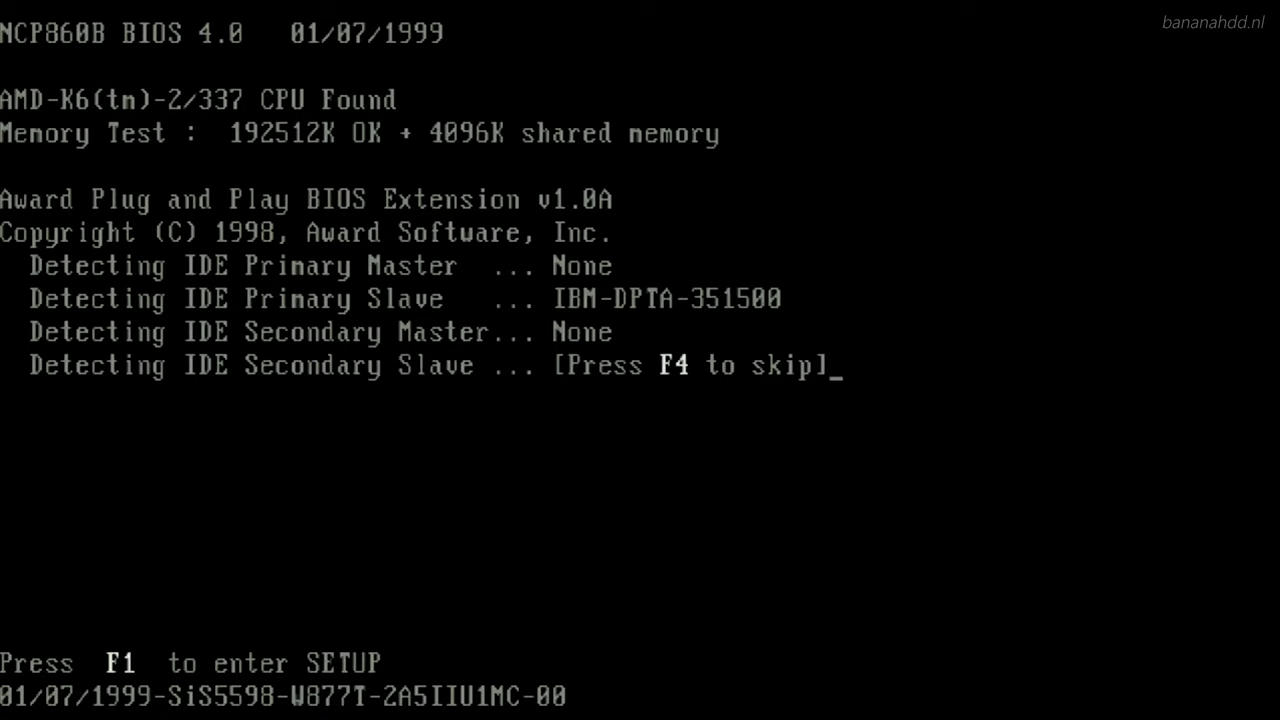 bananahdd.nl
NCP860B BIOS 4.0   01/07/1999
AMD-K6(tm)-2/337 CPU Found
Memory Test :  192512K OK + 4096K shared memory
Award Plug and Play BIOS Extension v1.0A
Copyright (C) 1998, Award Software, Inc.
  Detecting IDE Primary Master  ... None
  Detecting IDE Primary Slave   ... IBM-DPTA-351500
  Detecting IDE Secondary Master... None
  Detecting IDE Secondary Slave ... [Press F4 to skip]_
Press  F1  to enter SETUP
01/07/1999-SiS5598-W877T-2A5IIU1MC-00